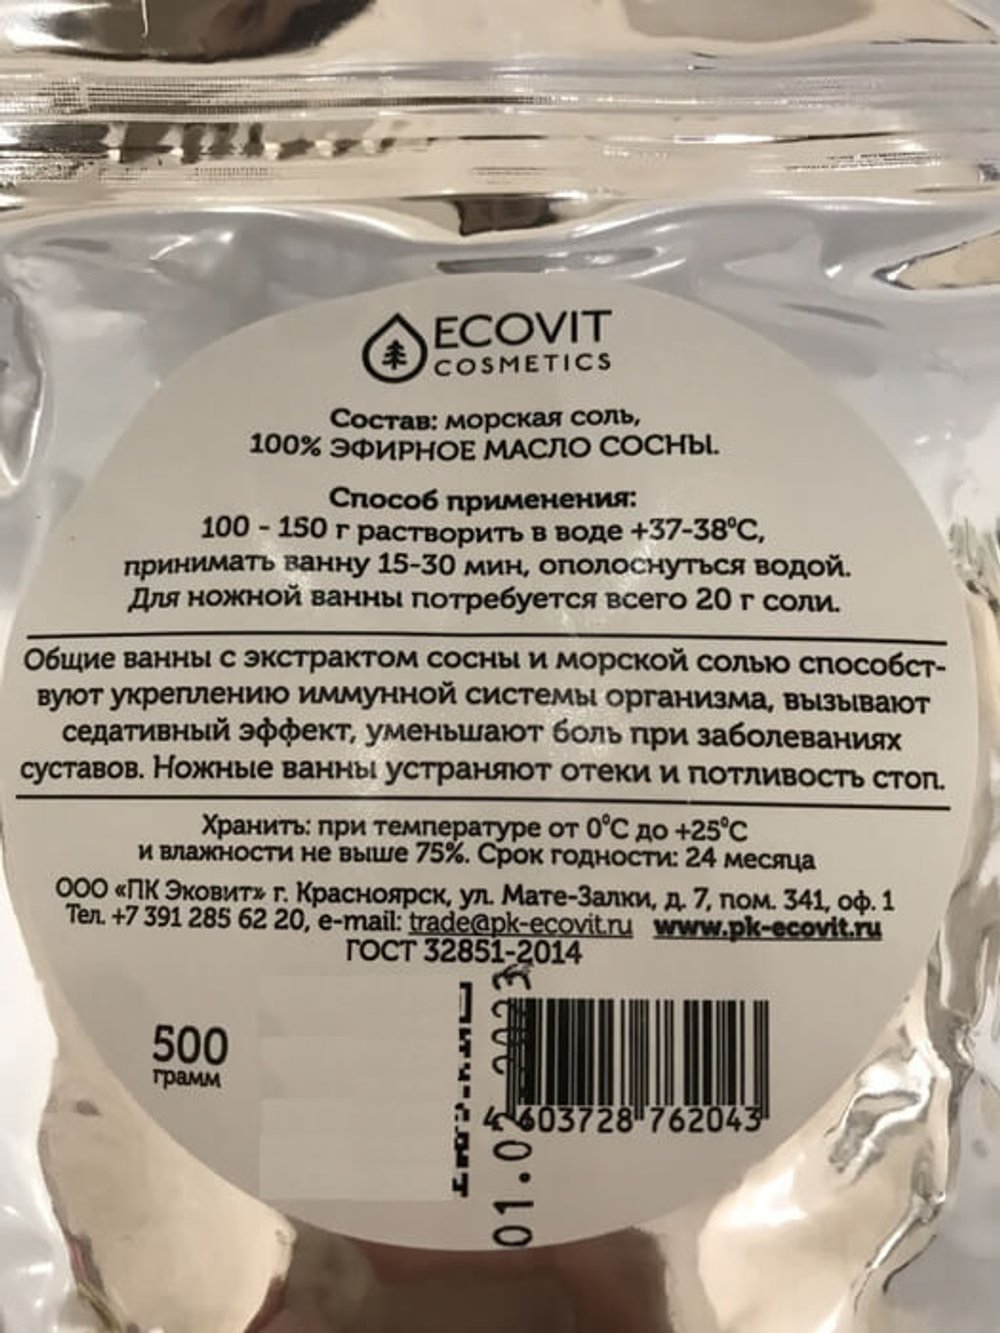 ECOVIT
COSMETICS
Состав: морская соль,
100% ЭФИРНОЕ МАСЛО СОСНЫ.
Способ применения:
100 - 150 г растворить в воде +37-38°C,
принимать ванну 15-30 мин, ополоснуться водой.
Для ножной ванны потребуется всего 20 г соли.
Общие ванны с экстрактом сосны и морской солью способст-
вуют укреплению иммунной системы организма, вызывают
седативный эффект, уменьшают боль при заболеваниях
суставов. Ножные ванны устраняют отеки и потливость стоп.
Хранить: при температуре от 0°C до +25°C
и влажности не выше 75%. Срок годности: 24 месяца
ООО «ПК Эковит» г. Красноярск, ул. Мате-Залки, д. 7, пом. 341, оф. 1
Тел. +7 391 285 62 20, e-mail: trade@pk-ecovit.ru www.pk-ecovit.ru
ГОСТ 32851-2014
500
грамм
01.02 2023
4 603728 762043